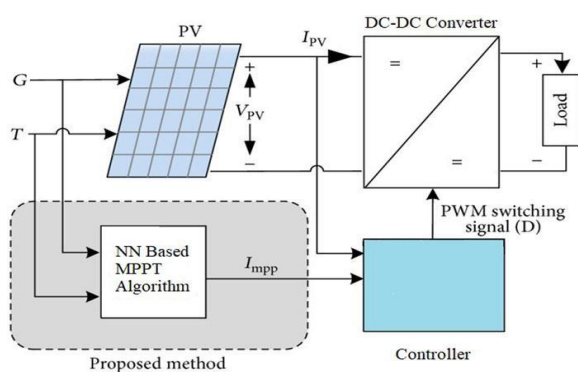 PV
DC-DC Converter
G
I_PV
=
+
Load
+
V_PV
T
−
=
−
PWM switching
signal (D)
NN Based
MPPT
Algorithm
I_mpp
Proposed method
Controller